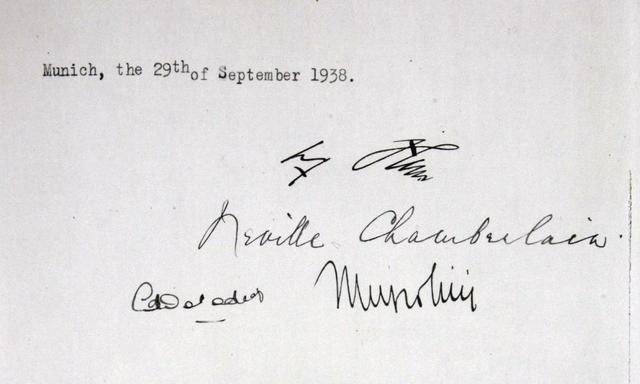 Munich, the 29th of September 1938.
Neville Chamberlain.
Mussolini